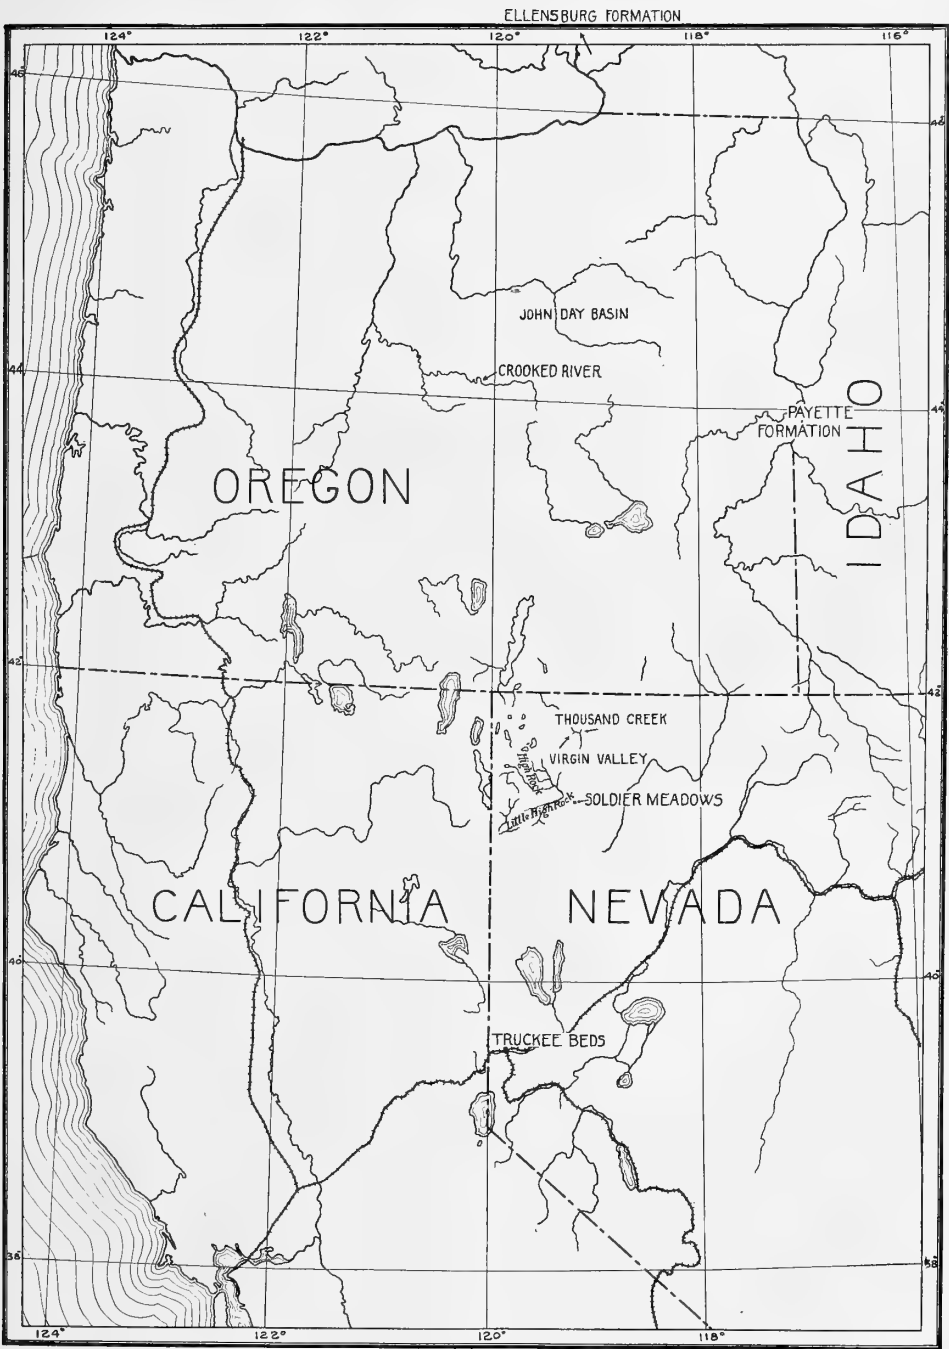 ELLENSBURG FORMATION
124° 122° 120° 118° 116°
46°
JOHN DAY BASIN
44°
CROOKED RIVER
PAYETTE
FORMATION
IDAHO
OREGON
42° 42°
THOUSAND CREEK
VIRGIN VALLEY
High Rock
SOLDIER MEADOWS
Little High Rock
CALIFORNIA NEVADA
40° 40°
TRUCKEE BEDS
38°
124° 122° 120° 118°